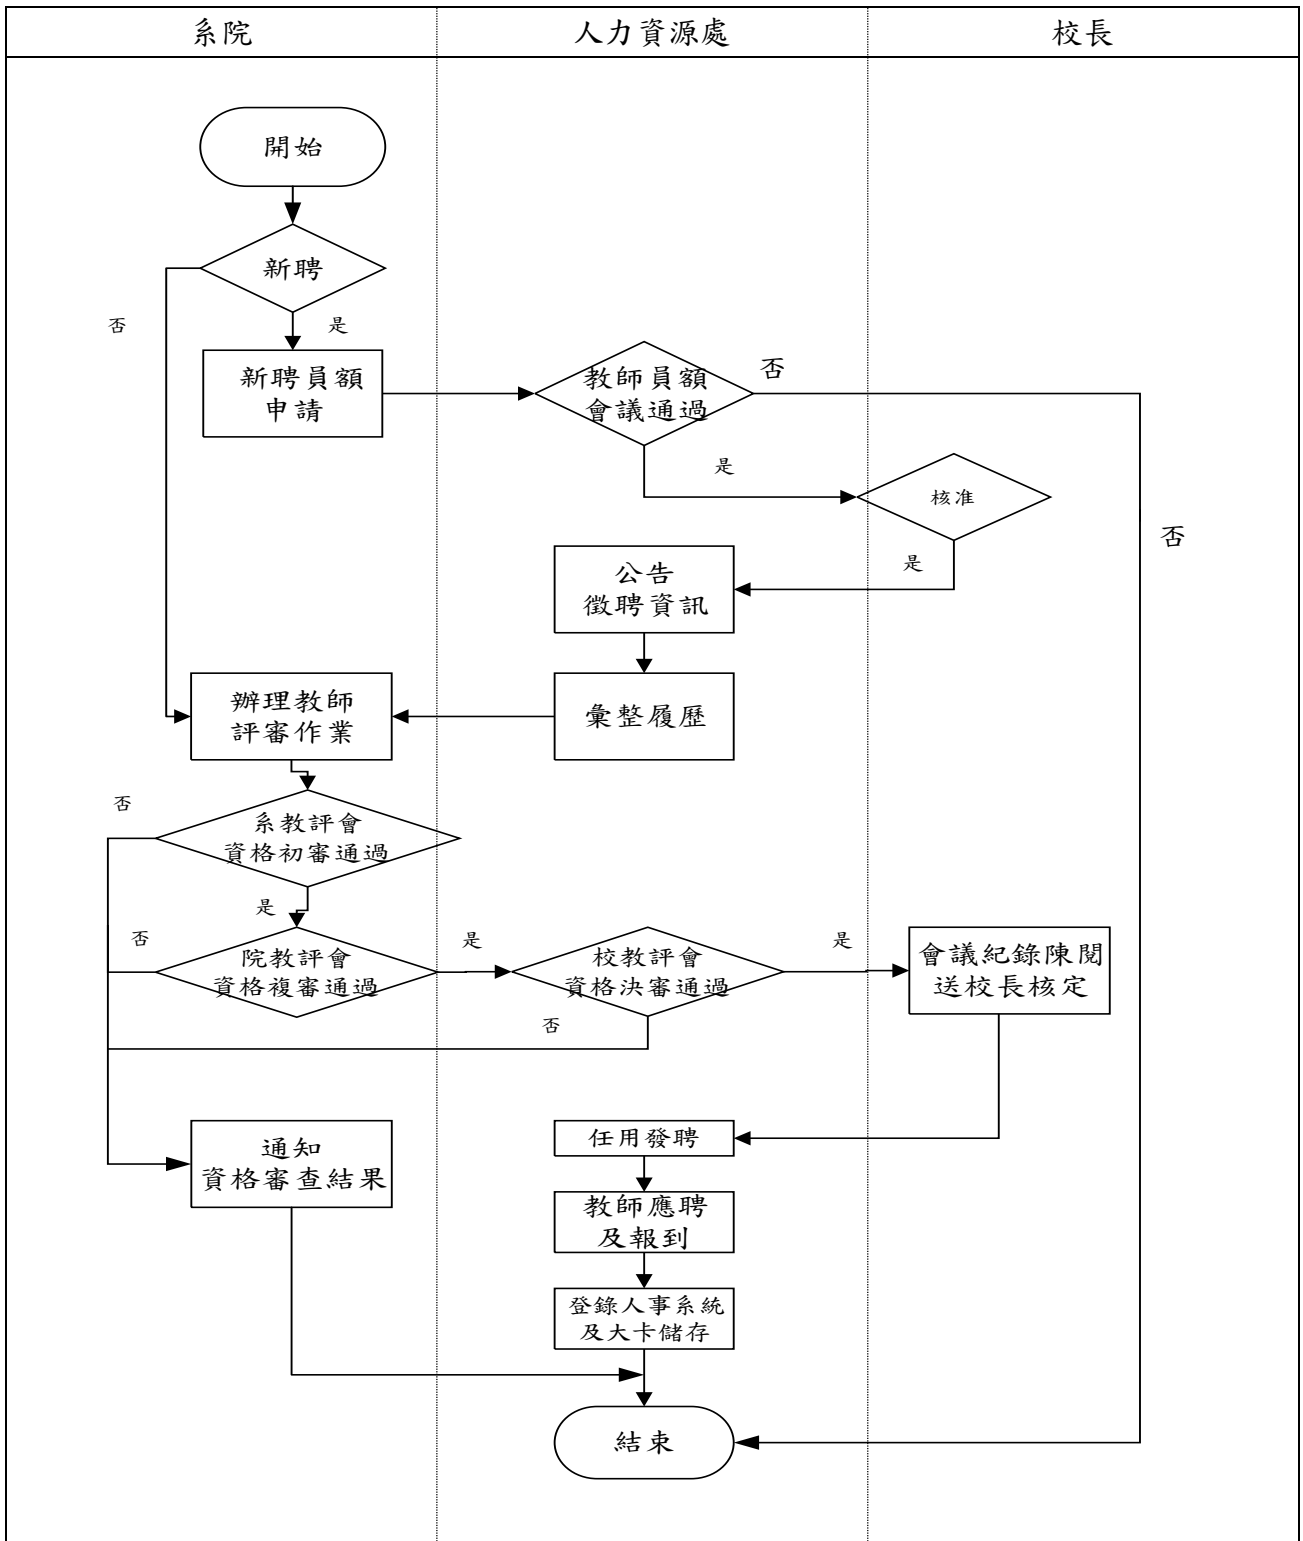 系院
人力資源處
校長
開始
新聘
否
是
新聘員額
申請
教師員額
會議通過
否
是
核准
否
是
公告
徵聘資訊
辦理教師
評審作業
彙整履歷
否
系教評會
資格初審通過
是
否
院教評會
資格複審通過
是
校教評會
資格決審通過
是
會議紀錄陳閱
送校長核定
否
通知
資格審查結果
任用發聘
教師應聘
及報到
登錄人事系統
及大卡儲存
結束